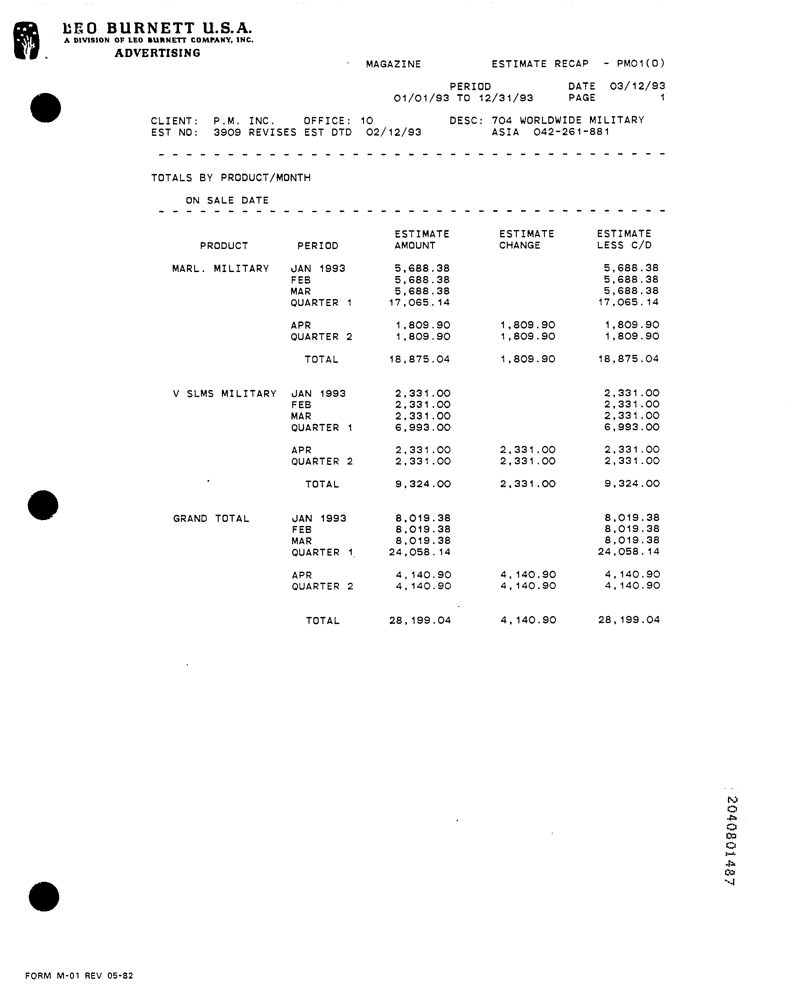 LEO BURNETT U.S.A.
A DIVISION OF LEO BURNETT COMPANY, INC.
ADVERTISING
MAGAZINE ESTIMATE RECAP - PM01(0)
PERIOD DATE 03/12/93
01/01/93 TO 12/31/93 PAGE 1
CLIENT: P.M. INC. OFFICE: 10 DESC: 704 WORLDWIDE MILITARY
EST NO: 3909 REVISES EST DTD 02/12/93 ASIA 042-261-881
TOTALS BY PRODUCT/MONTH
ON SALE DATE
ESTIMATE ESTIMATE ESTIMATE
PRODUCT PERIOD AMOUNT CHANGE LESS C/D
MARL. MILITARY JAN 1993 5,688.38 5,688.38
FEB 5,688.38 5,688.38
MAR 5,688.38 5,688.38
QUARTER 1 17,065.14 17,065.14
APR 1,809.90 1,809.90 1,809.90
QUARTER 2 1,809.90 1,809.90 1,809.90
TOTAL 18,875.04 1,809.90 18,875.04
V SLMS MILITARY JAN 1993 2,331.00 2,331.00
FEB 2,331.00 2,331.00
MAR 2,331.00 2,331.00
QUARTER 1 6,993.00 6,993.00
APR 2,331.00 2,331.00 2,331.00
QUARTER 2 2,331.00 2,331.00 2,331.00
TOTAL 9,324.00 2,331.00 9,324.00
GRAND TOTAL JAN 1993 8,019.38 8,019.38
FEB 8,019.38 8,019.38
MAR 8,019.38 8,019.38
QUARTER 1 24,058.14 24,058.14
APR 4,140.90 4,140.90 4,140.90
QUARTER 2 4,140.90 4,140.90 4,140.90
TOTAL 28,199.04 4,140.90 28,199.04
2040801487
FORM M-01 REV 05-82